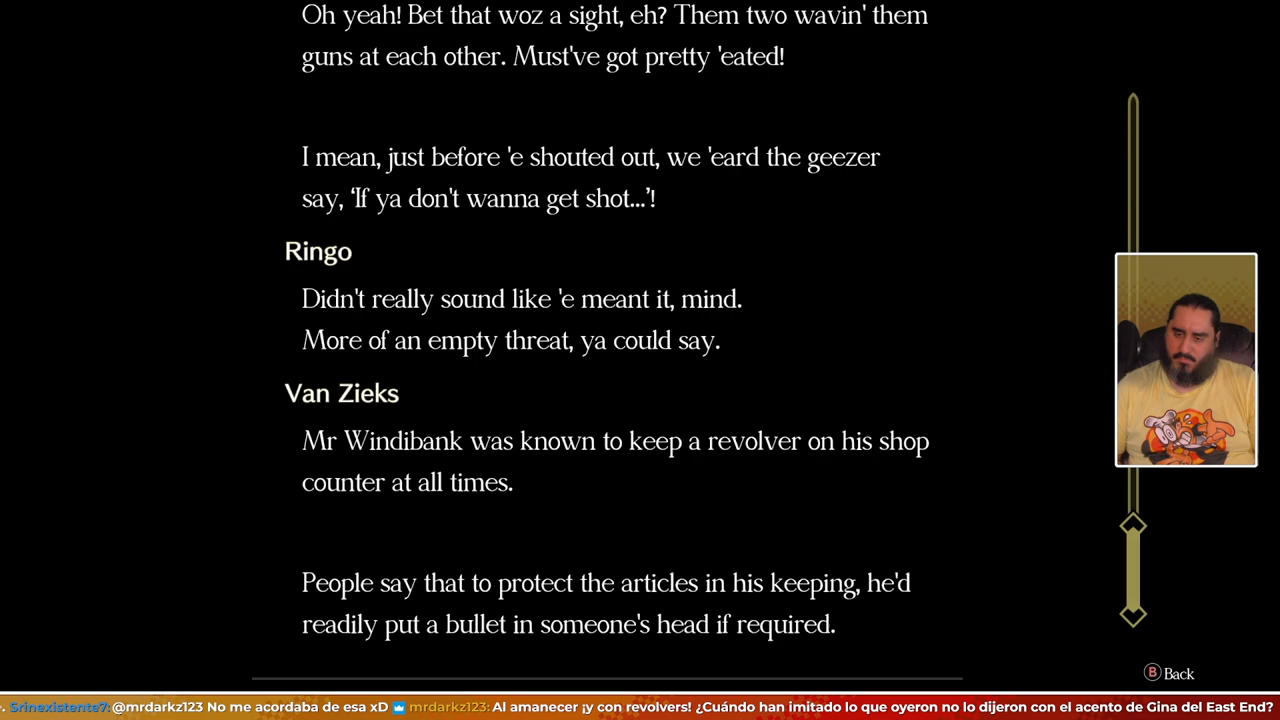 Oh yeah! Bet that woz a sight, eh? Them two wavin' them
guns at each other. Must've got pretty 'eated!
I mean, just before 'e shouted out, we 'eard the geezer
say, ‘If ya don't wanna get shot...’!
Ringo
Didn't really sound like 'e meant it, mind.
More of an empty threat, ya could say.
Van Zieks
Mr Windibank was known to keep a revolver on his shop
counter at all times.
People say that to protect the articles in his keeping, he'd
readily put a bullet in someone's head if required.
B Back
. Srinexistente7: @mrdarkz123 No me acordaba de esa xD mrdarkz123: Al amanecer ¡y con revolvers! ¿Cuándo han imitado lo que oyeron no lo dijeron con el acento de Gina del East End?